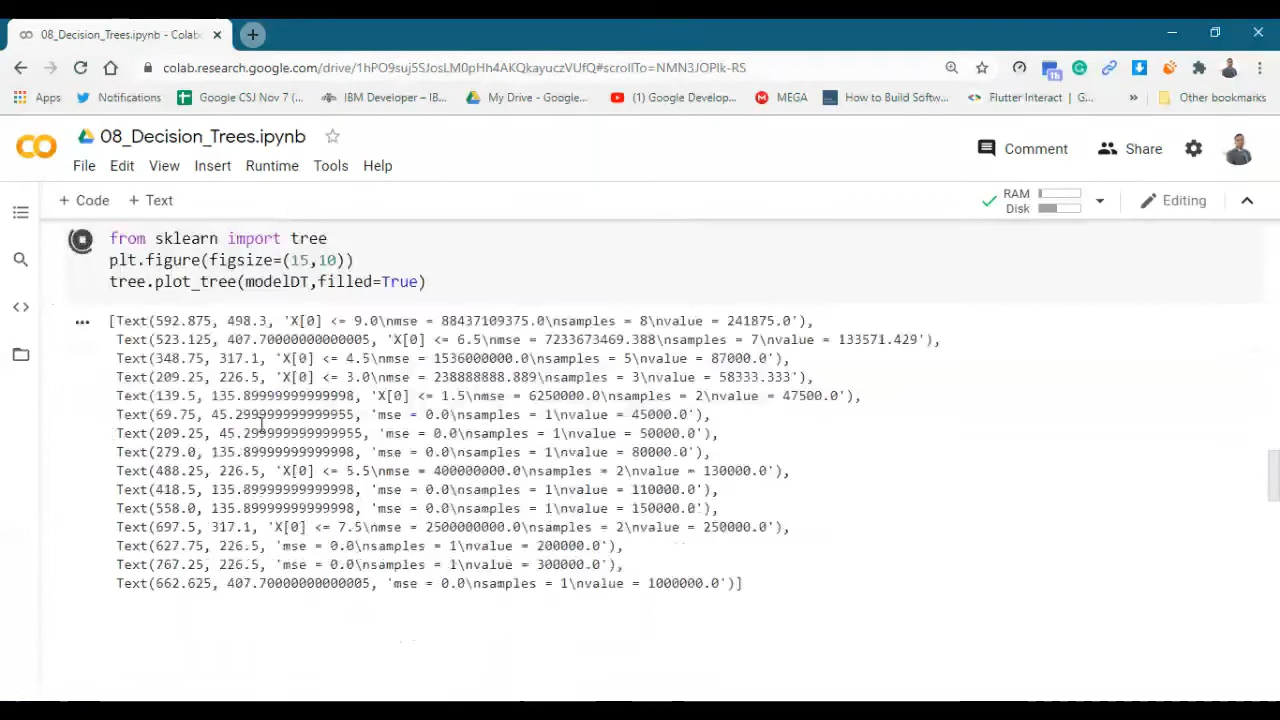 08_Decision_Trees.ipynb - Colab
colab.research.google.com/drive/1hPO9suj5SJosLM0pHh4AKQkayuczVUfQ#scrollTo=NMN3JOPlk-RS
1h
Apps Notifications Google CSJ Nov 7 (... IBM Developer – IB... My Drive - Google... (1) Google Develop... MEGA How to Build Softw... Flutter Interact | G... » Other bookmarks
08_Decision_Trees.ipynb
Comment Share
File Edit View Insert Runtime Tools Help
+ Code + Text
RAM
Disk
Editing
from sklearn import tree
plt.figure(figsize=(15,10))
tree.plot_tree(modelDT,filled=True)
[Text(592.875, 498.3, 'X[0] <= 9.0\nmse = 88437109375.0\nsamples = 8\nvalue = 241875.0'),
Text(523.125, 407.70000000000005, 'X[0] <= 6.5\nmse = 7233673469.388\nsamples = 7\nvalue = 133571.429'),
Text(348.75, 317.1, 'X[0] <= 4.5\nmse = 1536000000.0\nsamples = 5\nvalue = 87000.0'),
Text(209.25, 226.5, 'X[0] <= 3.0\nmse = 238888888.889\nsamples = 3\nvalue = 58333.333'),
Text(139.5, 135.89999999999998, 'X[0] <= 1.5\nmse = 6250000.0\nsamples = 2\nvalue = 47500.0'),
Text(69.75, 45.299999999999955, 'mse = 0.0\nsamples = 1\nvalue = 45000.0'),
Text(209.25, 45.299999999999955, 'mse = 0.0\nsamples = 1\nvalue = 50000.0'),
Text(279.0, 135.89999999999998, 'mse = 0.0\nsamples = 1\nvalue = 80000.0'),
Text(488.25, 226.5, 'X[0] <= 5.5\nmse = 400000000.0\nsamples = 2\nvalue = 130000.0'),
Text(418.5, 135.89999999999998, 'mse = 0.0\nsamples = 1\nvalue = 110000.0'),
Text(558.0, 135.89999999999998, 'mse = 0.0\nsamples = 1\nvalue = 150000.0'),
Text(697.5, 317.1, 'X[0] <= 7.5\nmse = 2500000000.0\nsamples = 2\nvalue = 250000.0'),
Text(627.75, 226.5, 'mse = 0.0\nsamples = 1\nvalue = 200000.0'),
Text(767.25, 226.5, 'mse = 0.0\nsamples = 1\nvalue = 300000.0'),
Text(662.625, 407.70000000000005, 'mse = 0.0\nsamples = 1\nvalue = 1000000.0')]